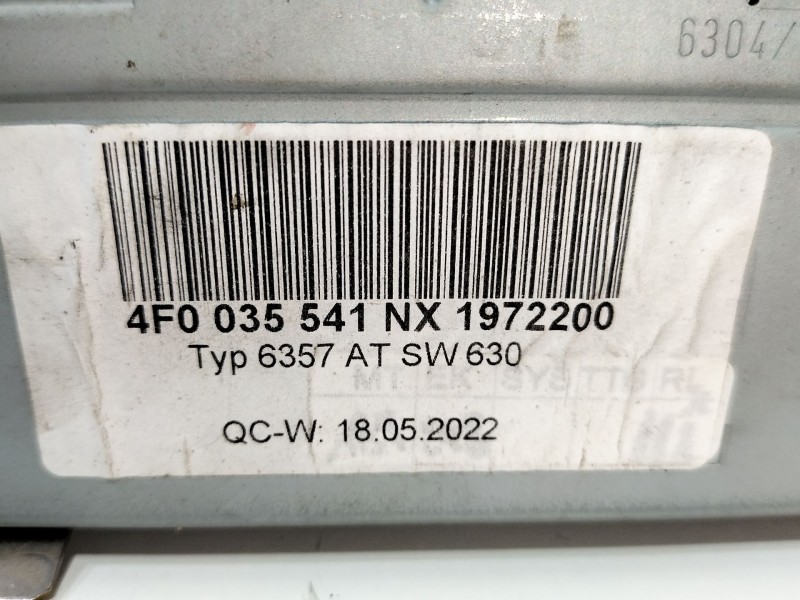 6304/
4F0 035 541 NX 1972200
Typ 6357 AT SW 630
QC-W: 18.05.2022